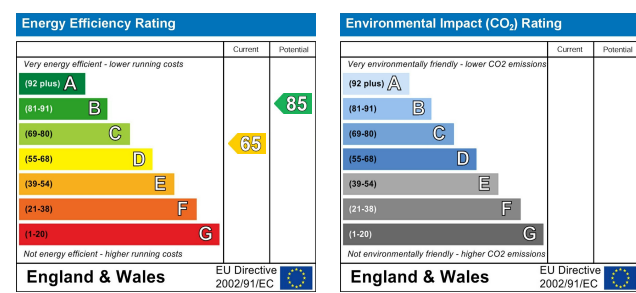 Energy Efficiency Rating
Current Potential
Very energy efficient - lower running costs
(92 plus) A
(81-91) B
(69-80) C
(55-68) D
(39-54) E
(21-38) F
(1-20) G
85
65
Not energy efficient - higher running costs
England & Wales
EU Directive
2002/91/EC
Environmental Impact (CO₂) Rating
Current Potential
Very environmentally friendly - lower CO2 emissions
(92 plus) A
(81-91) B
(69-80) C
(55-68) D
(39-54) E
(21-38) F
(1-20) G
Not environmentally friendly - higher CO2 emissions
England & Wales
EU Directive
2002/91/EC